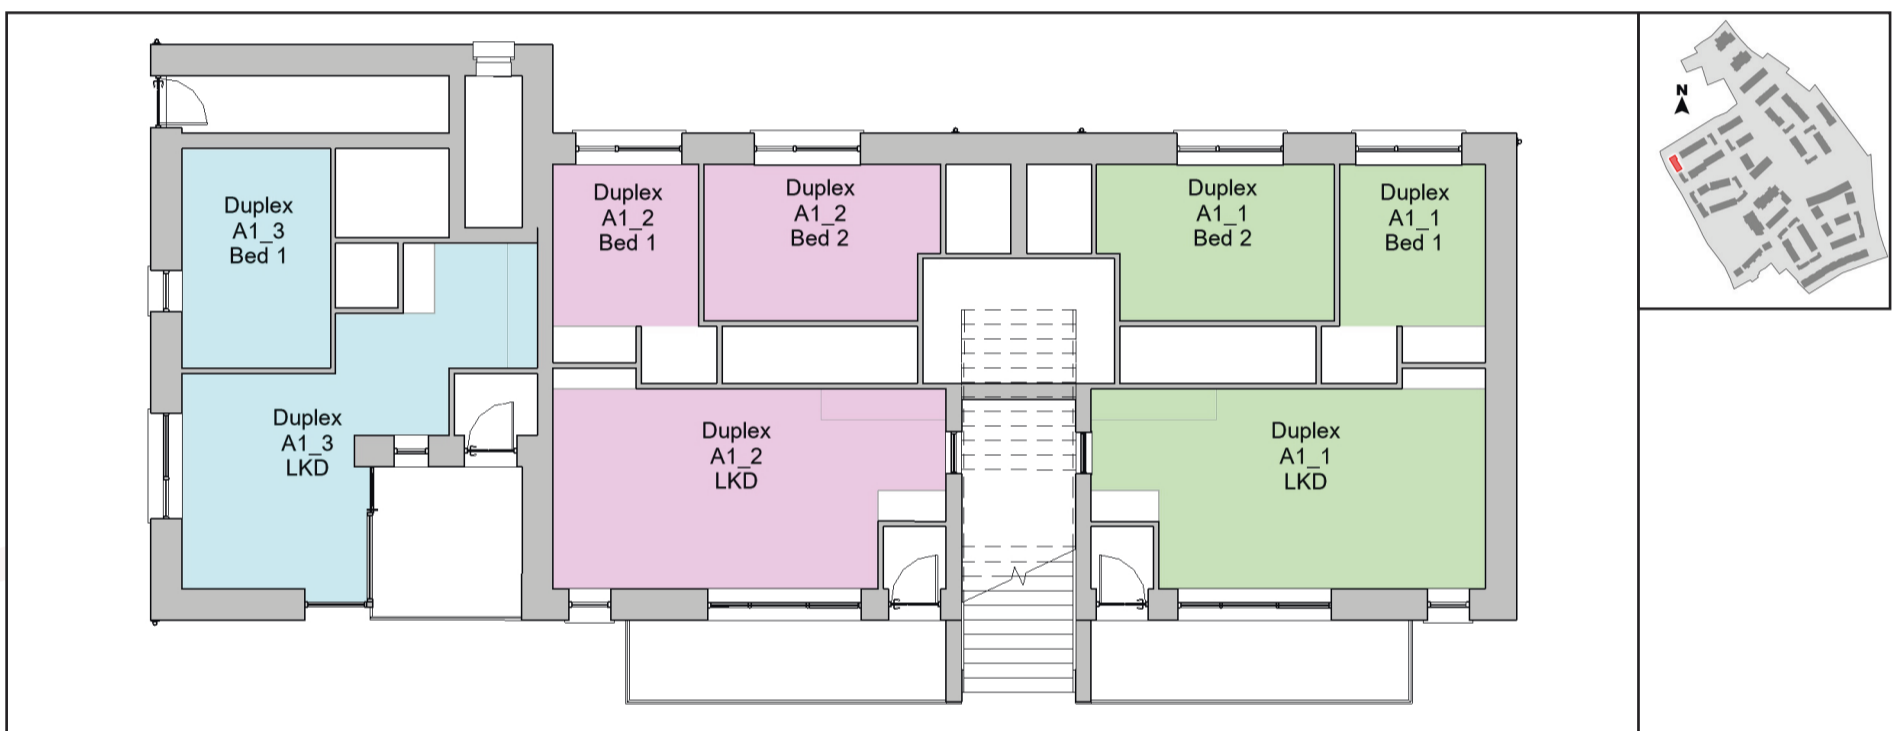 N
Duplex
A1_3
Bed 1
Duplex
A1_2
Bed 1
Duplex
A1_2
Bed 2
Duplex
A1_1
Bed 2
Duplex
A1_1
Bed 1
Duplex
A1_3
LKD
Duplex
A1_2
LKD
Duplex
A1_1
LKD